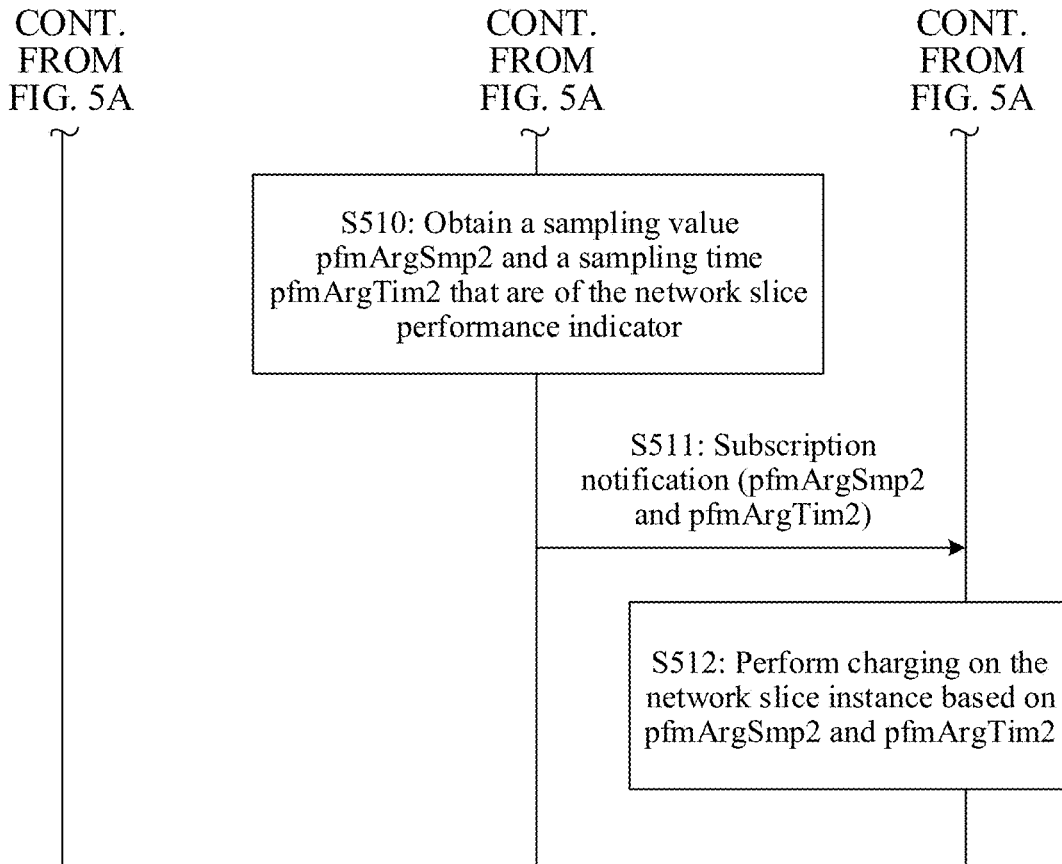 CONT.
FROM
FIG. 5A
CONT.
FROM
FIG. 5A
CONT.
FROM
FIG. 5A
S510: Obtain a sampling value
pfmArgSmp2 and a sampling time
pfmArgTim2 that are of the network slice
performance indicator
S511: Subscription
notification (pfmArgSmp2
and pfmArgTim2)
S512: Perform charging on the
network slice instance based on
pfmArgSmp2 and pfmArgTim2